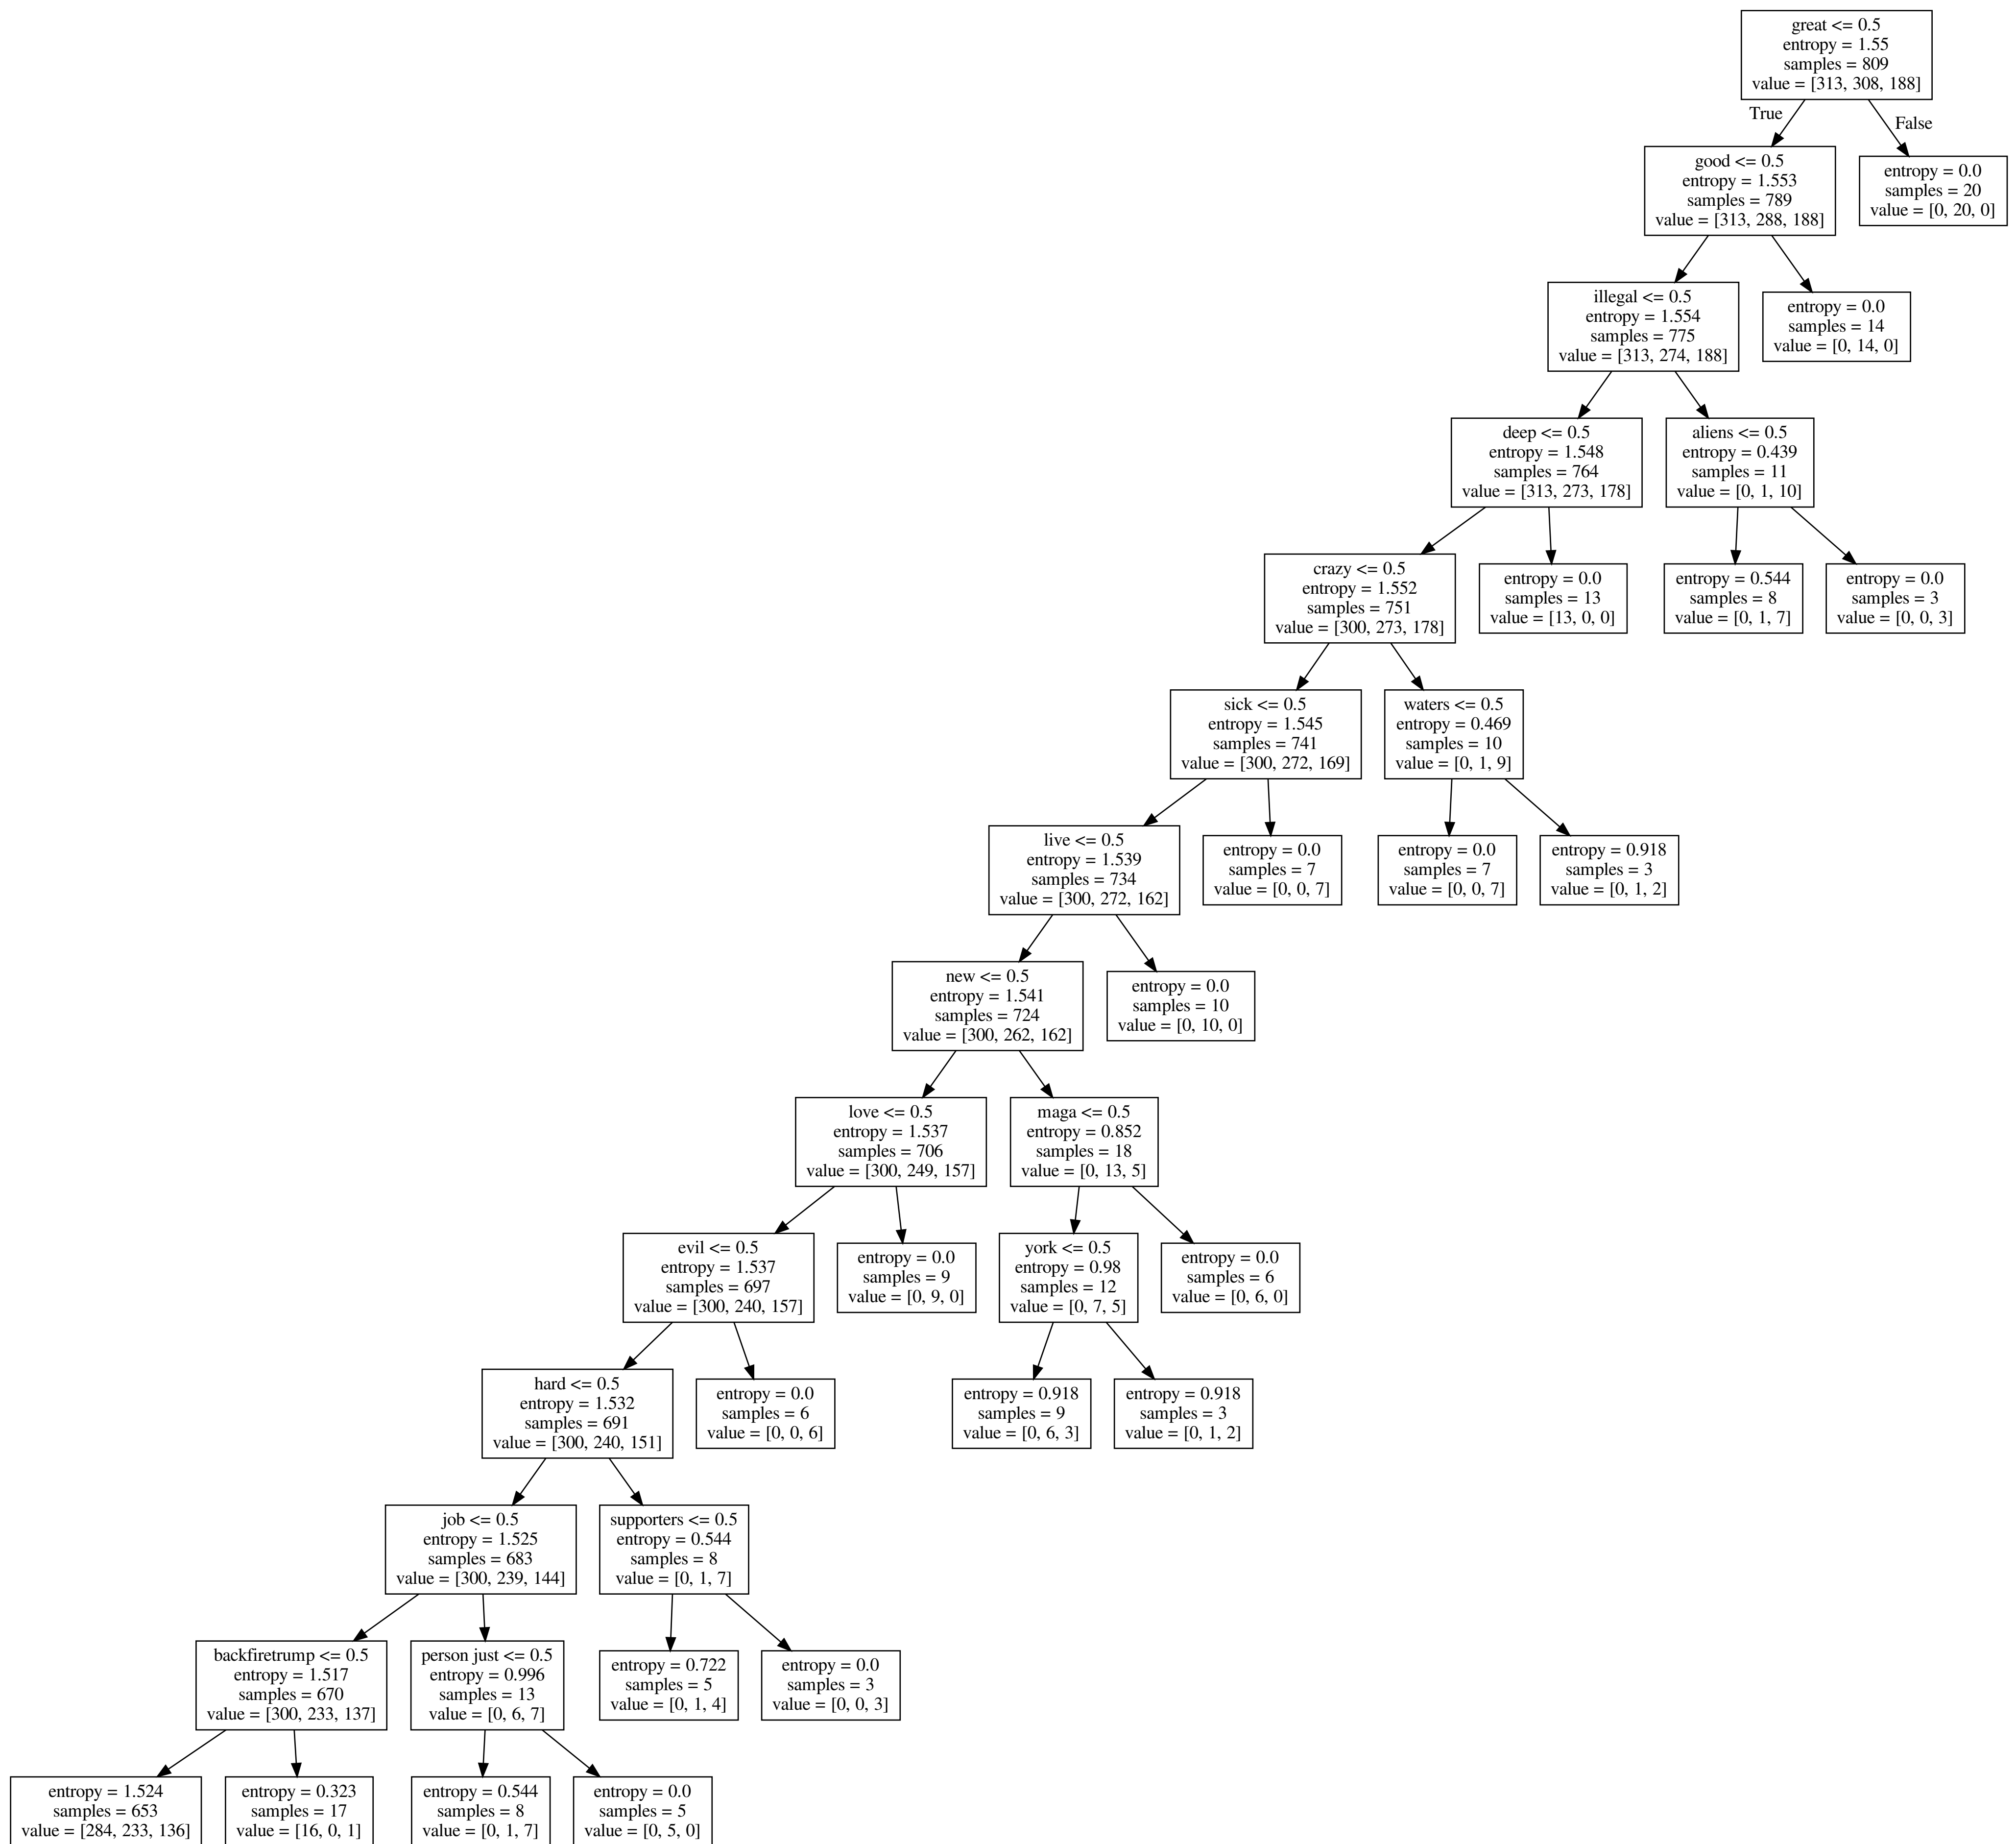 great <= 0.5
entropy = 1.55
samples = 809
value = [313, 308, 188]
True
False
good <= 0.5
entropy = 1.553
samples = 789
value = [313, 288, 188]
entropy = 0.0
samples = 20
value = [0, 20, 0]
illegal <= 0.5
entropy = 1.554
samples = 775
value = [313, 274, 188]
entropy = 0.0
samples = 14
value = [0, 14, 0]
deep <= 0.5
entropy = 1.548
samples = 764
value = [313, 273, 178]
aliens <= 0.5
entropy = 0.439
samples = 11
value = [0, 1, 10]
crazy <= 0.5
entropy = 1.552
samples = 751
value = [300, 273, 178]
entropy = 0.0
samples = 13
value = [13, 0, 0]
entropy = 0.544
samples = 8
value = [0, 1, 7]
entropy = 0.0
samples = 3
value = [0, 0, 3]
sick <= 0.5
entropy = 1.545
samples = 741
value = [300, 272, 169]
waters <= 0.5
entropy = 0.469
samples = 10
value = [0, 1, 9]
live <= 0.5
entropy = 1.539
samples = 734
value = [300, 272, 162]
entropy = 0.0
samples = 7
value = [0, 0, 7]
entropy = 0.0
samples = 7
value = [0, 0, 7]
entropy = 0.918
samples = 3
value = [0, 1, 2]
new <= 0.5
entropy = 1.541
samples = 724
value = [300, 262, 162]
entropy = 0.0
samples = 10
value = [0, 10, 0]
love <= 0.5
entropy = 1.537
samples = 706
value = [300, 249, 157]
maga <= 0.5
entropy = 0.852
samples = 18
value = [0, 13, 5]
evil <= 0.5
entropy = 1.537
samples = 697
value = [300, 240, 157]
entropy = 0.0
samples = 9
value = [0, 9, 0]
york <= 0.5
entropy = 0.98
samples = 12
value = [0, 7, 5]
entropy = 0.0
samples = 6
value = [0, 6, 0]
hard <= 0.5
entropy = 1.532
samples = 691
value = [300, 240, 151]
entropy = 0.0
samples = 6
value = [0, 0, 6]
entropy = 0.918
samples = 9
value = [0, 6, 3]
entropy = 0.918
samples = 3
value = [0, 1, 2]
job <= 0.5
entropy = 1.525
samples = 683
value = [300, 239, 144]
supporters <= 0.5
entropy = 0.544
samples = 8
value = [0, 1, 7]
backfiretrump <= 0.5
entropy = 1.517
samples = 670
value = [300, 233, 137]
person just <= 0.5
entropy = 0.996
samples = 13
value = [0, 6, 7]
entropy = 0.722
samples = 5
value = [0, 1, 4]
entropy = 0.0
samples = 3
value = [0, 0, 3]
entropy = 1.524
samples = 653
value = [284, 233, 136]
entropy = 0.323
samples = 17
value = [16, 0, 1]
entropy = 0.544
samples = 8
value = [0, 1, 7]
entropy = 0.0
samples = 5
value = [0, 5, 0]